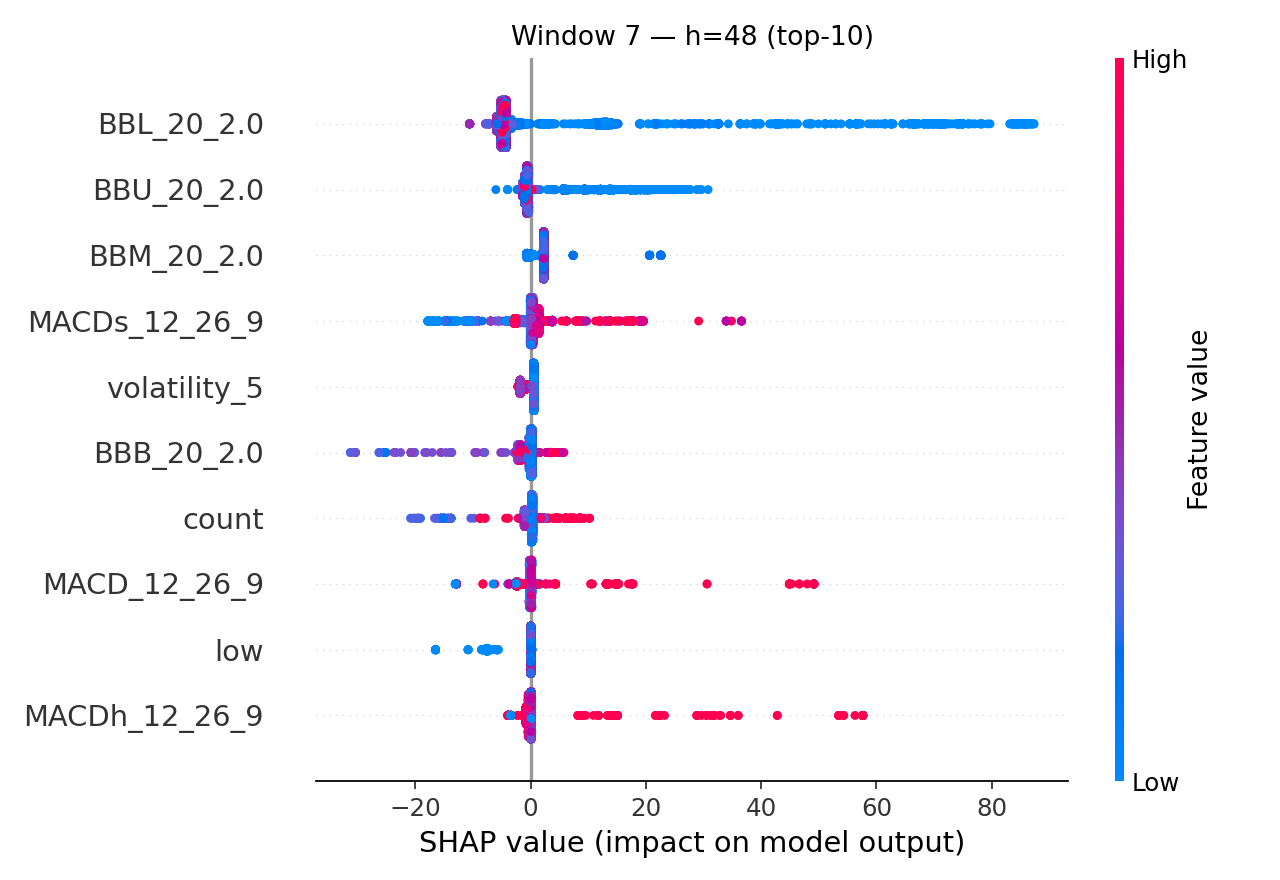 Window 7 — h=48 (top-10)
High
BBL_20_2.0
BBU_20_2.0
BBM_20_2.0
MACDs_12_26_9
volatility_5
BBB_20_2.0
count
MACD_12_26_9
low
MACDh_12_26_9
Feature value
Low
−20 0 20 40 60 80
SHAP value (impact on model output)